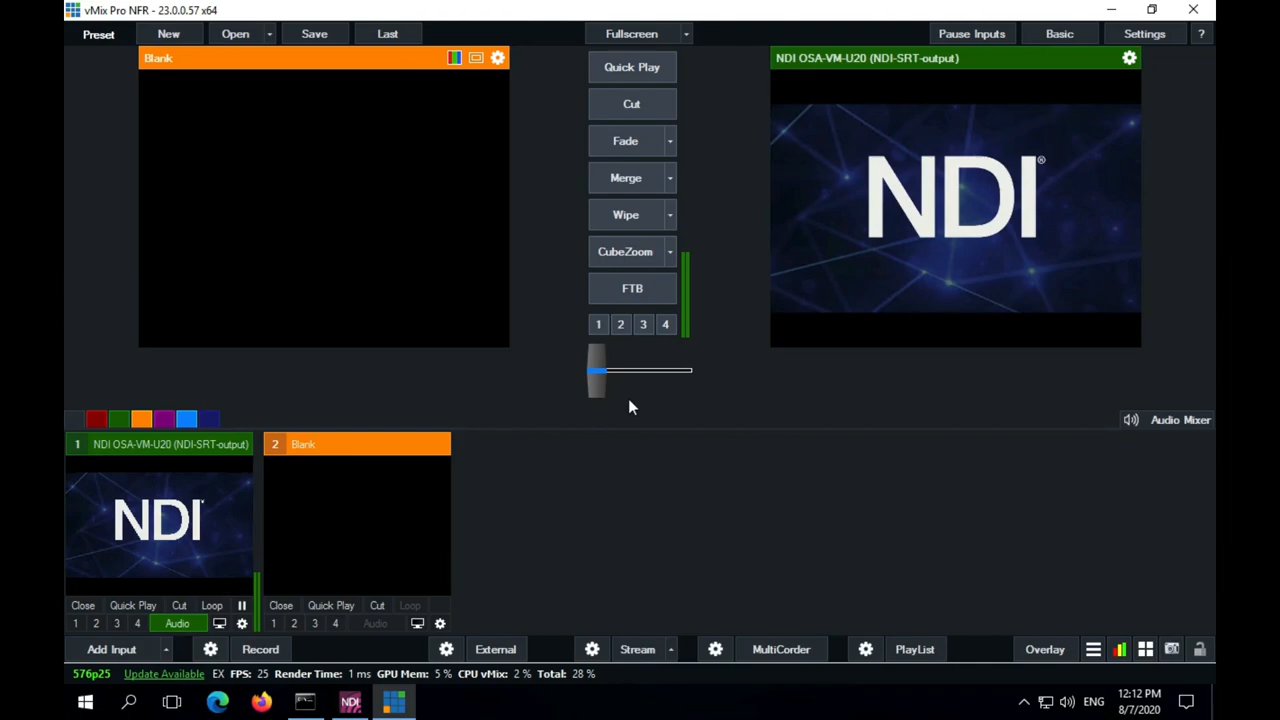 vMix Pro NFR - 23.0.0.57 x64
Preset New Open Save Last Fullscreen Pause Inputs Basic Settings ?
Blank
NDI OSA-VM-U20 (NDI-SRT-output)
Quick Play
Cut
Fade
Merge
Wipe
CubeZoom
FTB
1 2 3 4
NDI®
Audio Mixer
1 NDI OSA-VM-U20 (NDI-SRT-output)
2 Blank
NDI
Close Quick Play Cut Loop
Close Quick Play Cut Loop
1 2 3 4 Audio
1 2 3 4 Audio
Add Input Record External Stream MultiCorder PlayList Overlay
576p25 Update Available EX FPS: 25 Render Time: 1 ms GPU Mem: 5 % CPU vMix: 2 % Total: 28 %
NDI
ENG
12:12 PM
8/7/2020